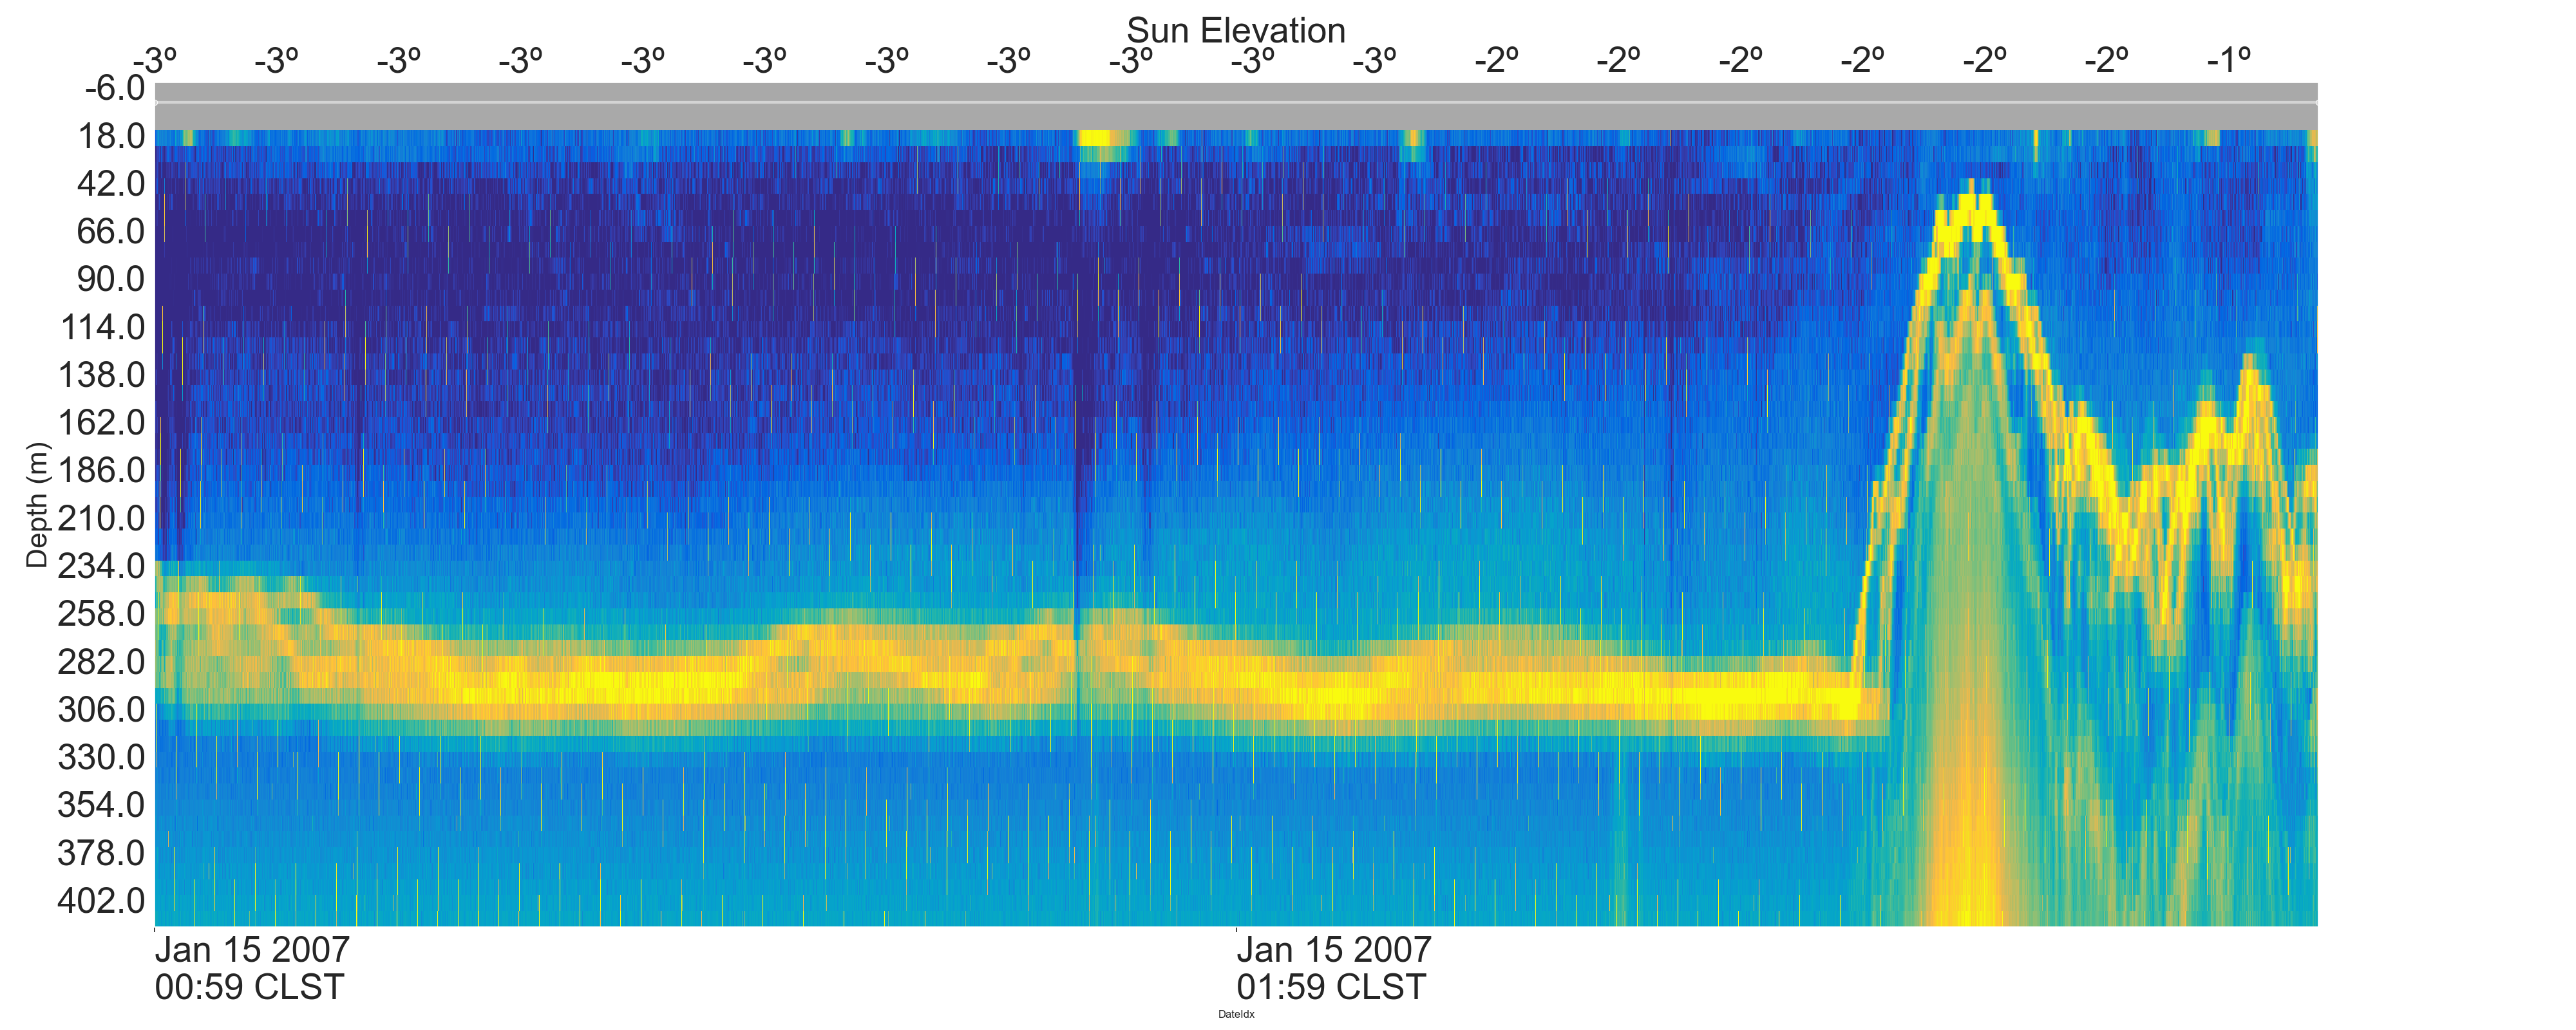 Sun Elevation
-3º -3º -3º -3º -3º -3º -3º -3º -3º -3º -3º -2º -2º -2º -2º -2º -2º -1º
-6.0
18.0
42.0
66.0
90.0
114.0
138.0
162.0
186.0
210.0
234.0
258.0
282.0
306.0
330.0
354.0
378.0
402.0
Depth (m)
Jan 15 2007
00:59 CLST
Jan 15 2007
01:59 CLST
DateIdx